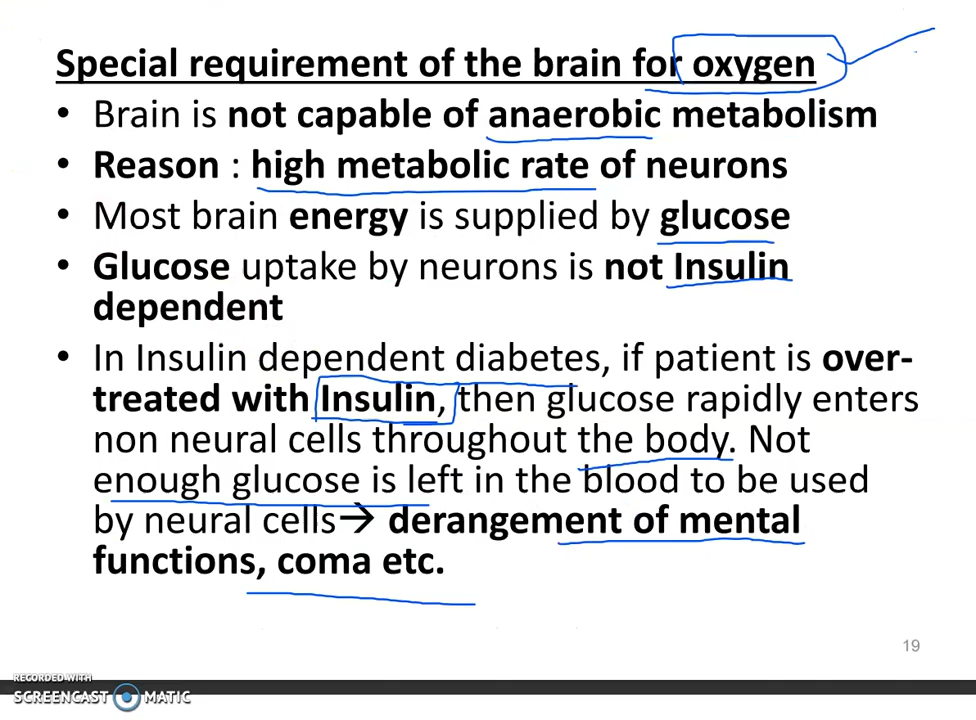 Special requirement of the brain for oxygen
• Brain is not capable of anaerobic metabolism
• Reason : high metabolic rate of neurons
• Most brain energy is supplied by glucose
• Glucose uptake by neurons is not Insulin
dependent
• In Insulin dependent diabetes, if patient is over-
treated with Insulin, then glucose rapidly enters
non neural cells throughout the body. Not
enough glucose is left in the blood to be used
by neural cells→ derangement of mental
functions, coma etc.
19
RECORDED WITH
SCREENCAST MATIC